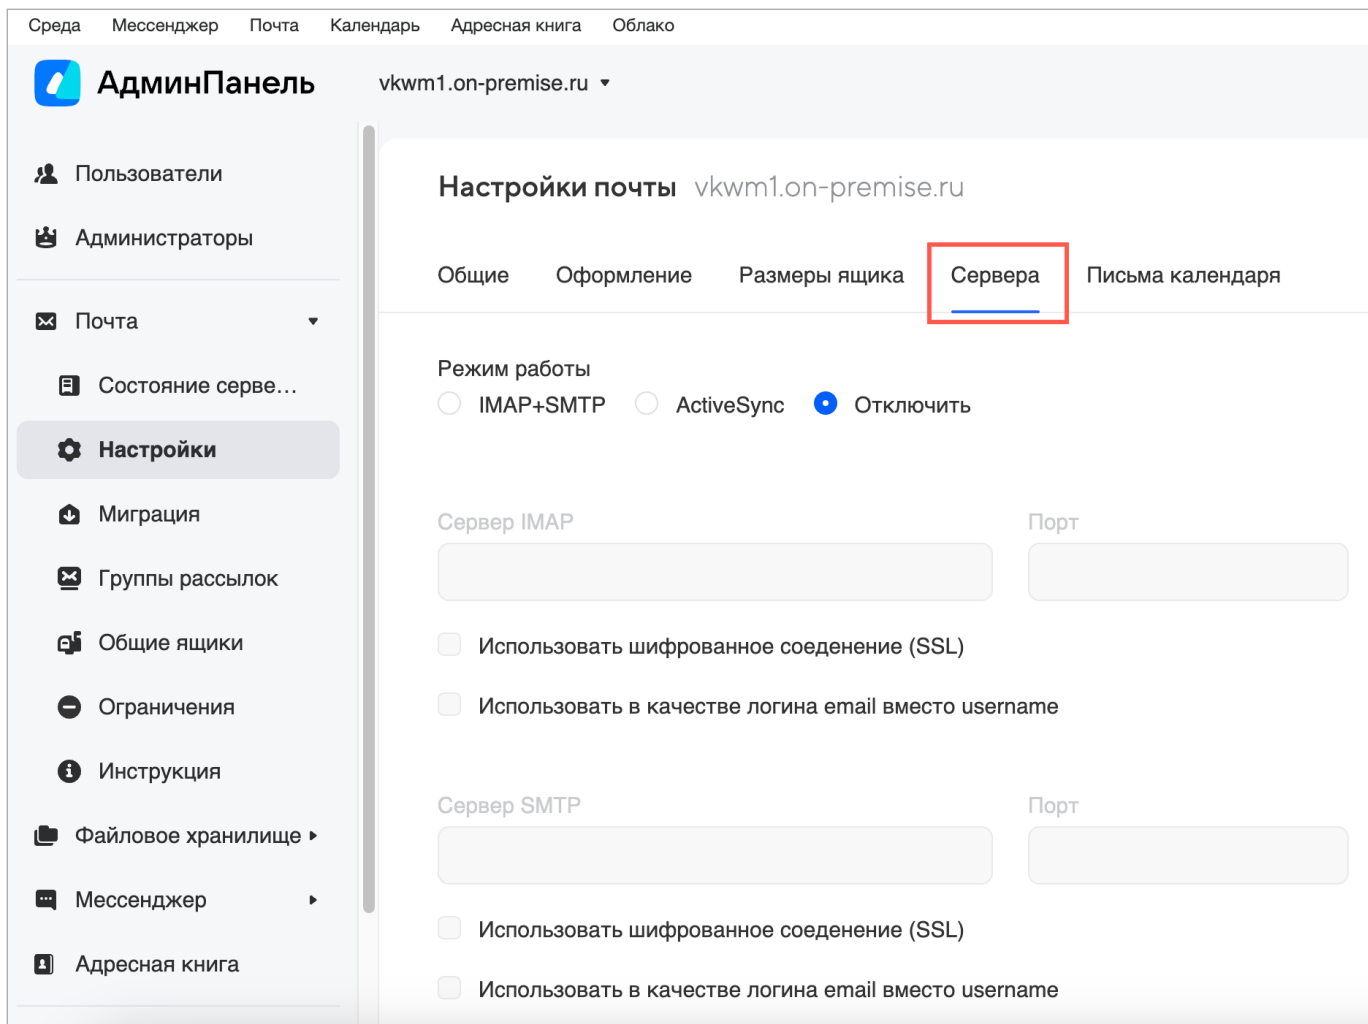 Среда Мессенджер Почта Календарь Адресная книга Облако
АдминПанель vkwm1.on-premise.ru
Пользователи
Администраторы
Почта
Состояние серве...
Настройки
Миграция
Группы рассылок
Общие ящики
Ограничения
Инструкция
Файловое хранилище
Мессенджер
Адресная книга
Настройки почты vkwm1.on-premise.ru
Общие Оформление Размеры ящика Сервера Письма календаря
Режим работы
IMAP+SMTP ActiveSync Отключить
Сервер IMAP Порт
Использовать шифрованное соеденение (SSL)
Использовать в качестве логина email вместо username
Сервер SMTP Порт
Использовать шифрованное соеденение (SSL)
Использовать в качестве логина email вместо username